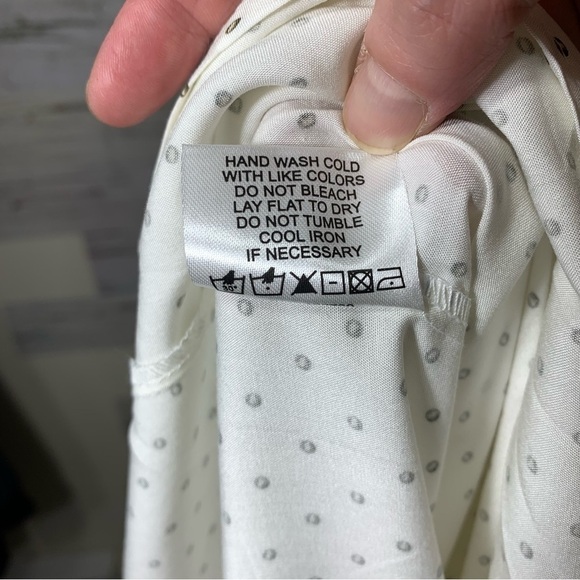 HAND WASH COLD
WITH LIKE COLORS
DO NOT BLEACH
LAY FLAT TO DRY
DO NOT TUMBLE
COOL IRON
IF NECESSARY